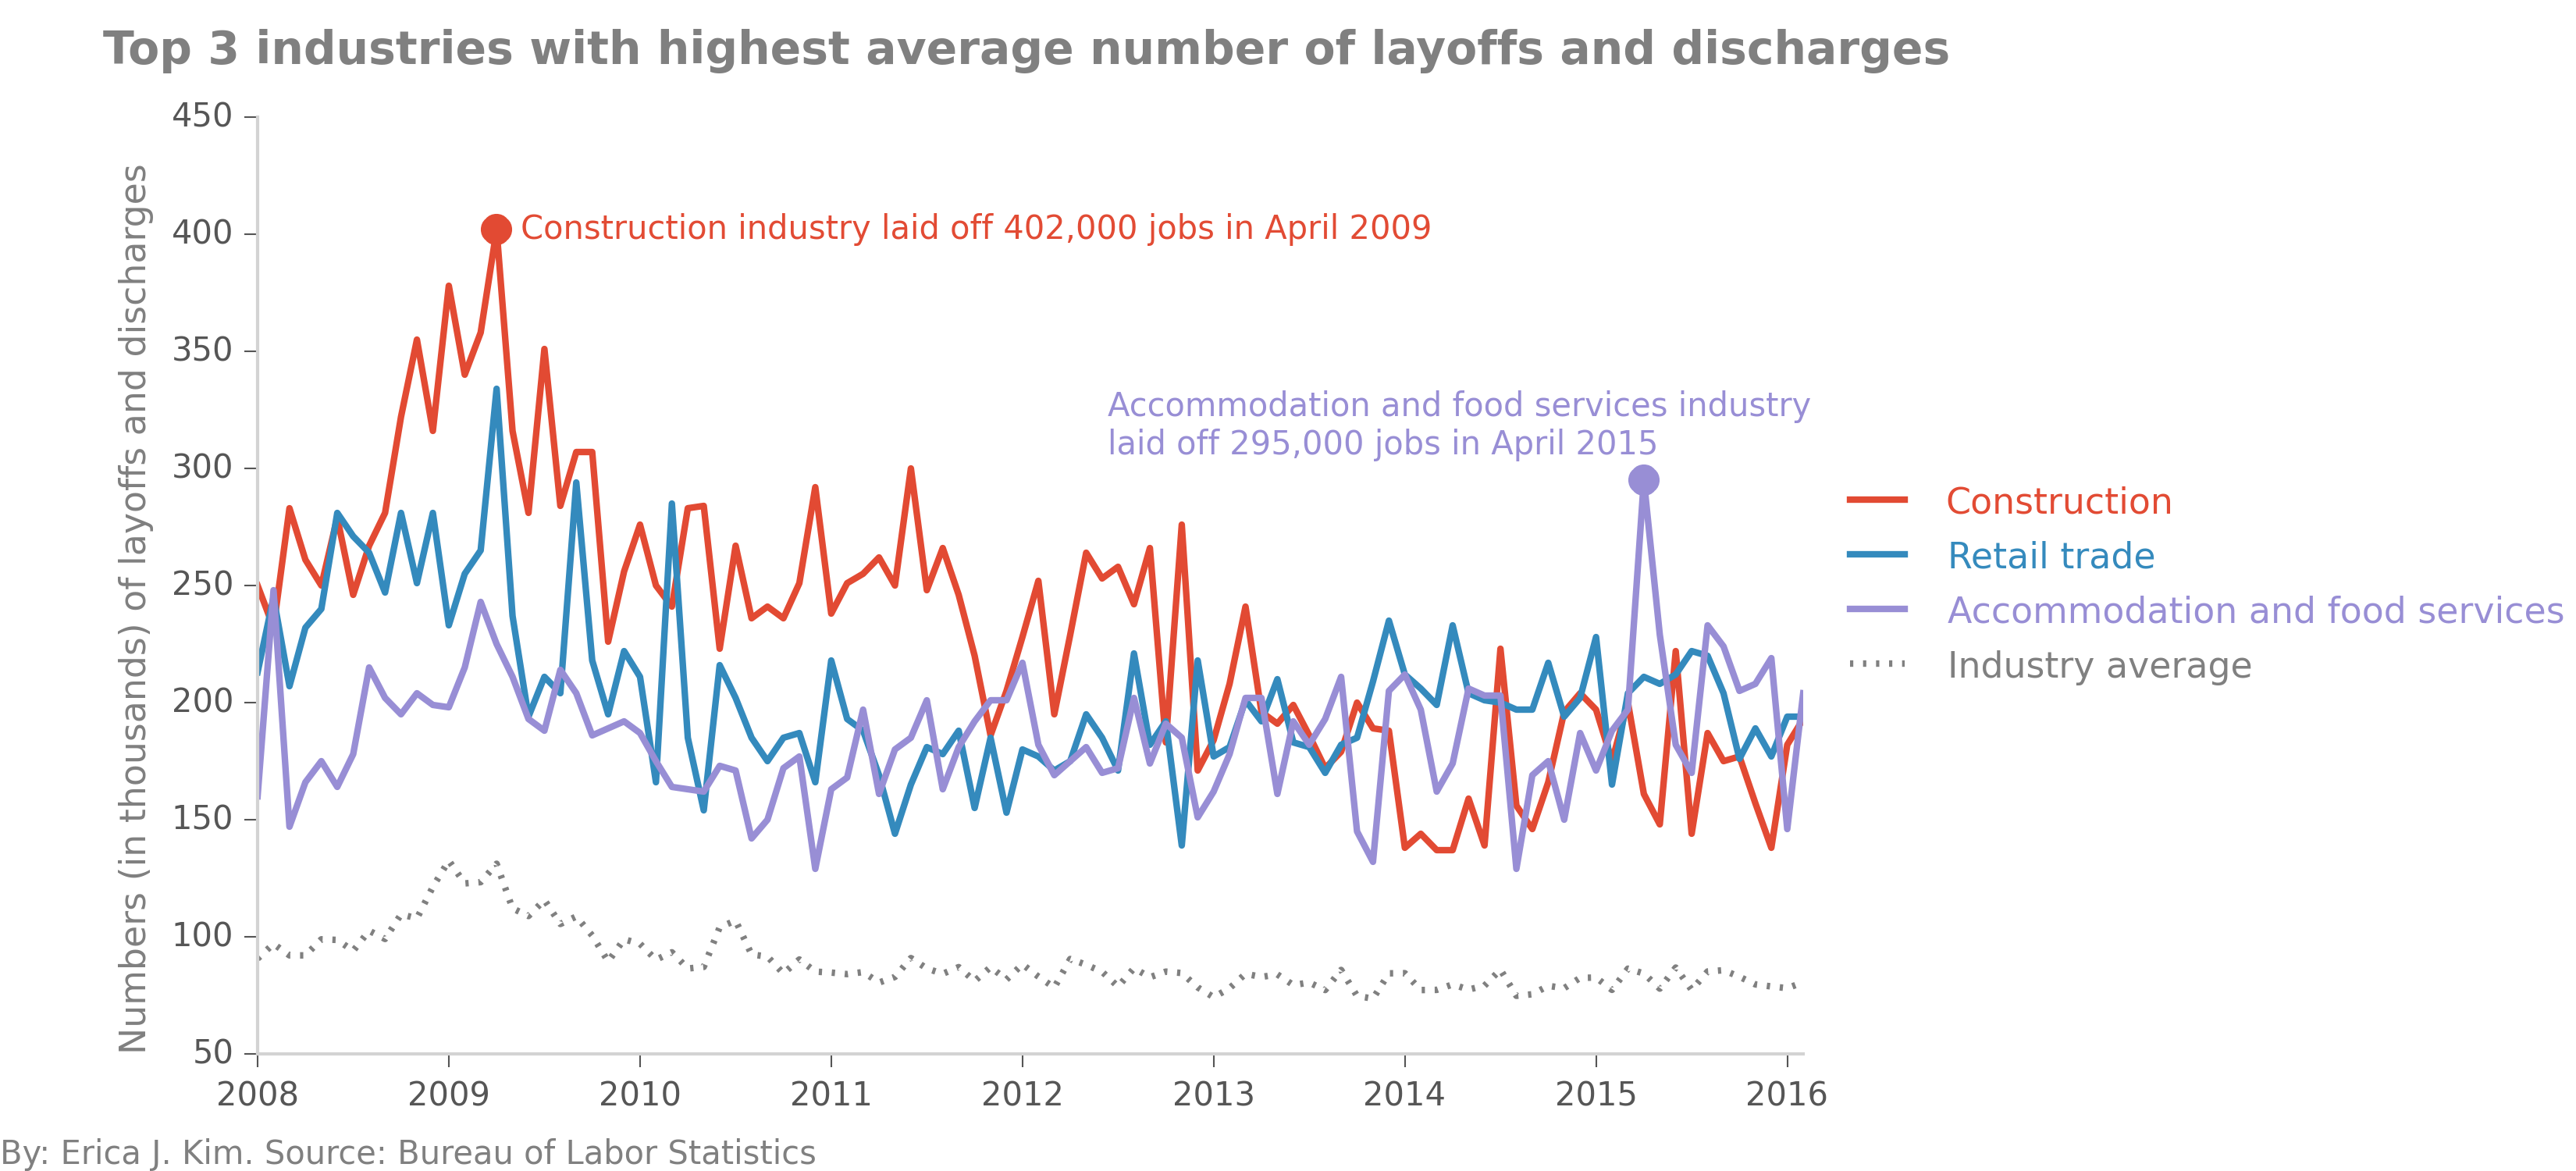 Top 3 industries with highest average number of layoffs and discharges
Numbers (in thousands) of layoffs and discharges
450
400
350
300
250
200
150
100
50
Construction industry laid off 402,000 jobs in April 2009
Accommodation and food services industry
laid off 295,000 jobs in April 2015
Construction
Retail trade
Accommodation and food services
Industry average
2008 2009 2010 2011 2012 2013 2014 2015 2016
By: Erica J. Kim. Source: Bureau of Labor Statistics